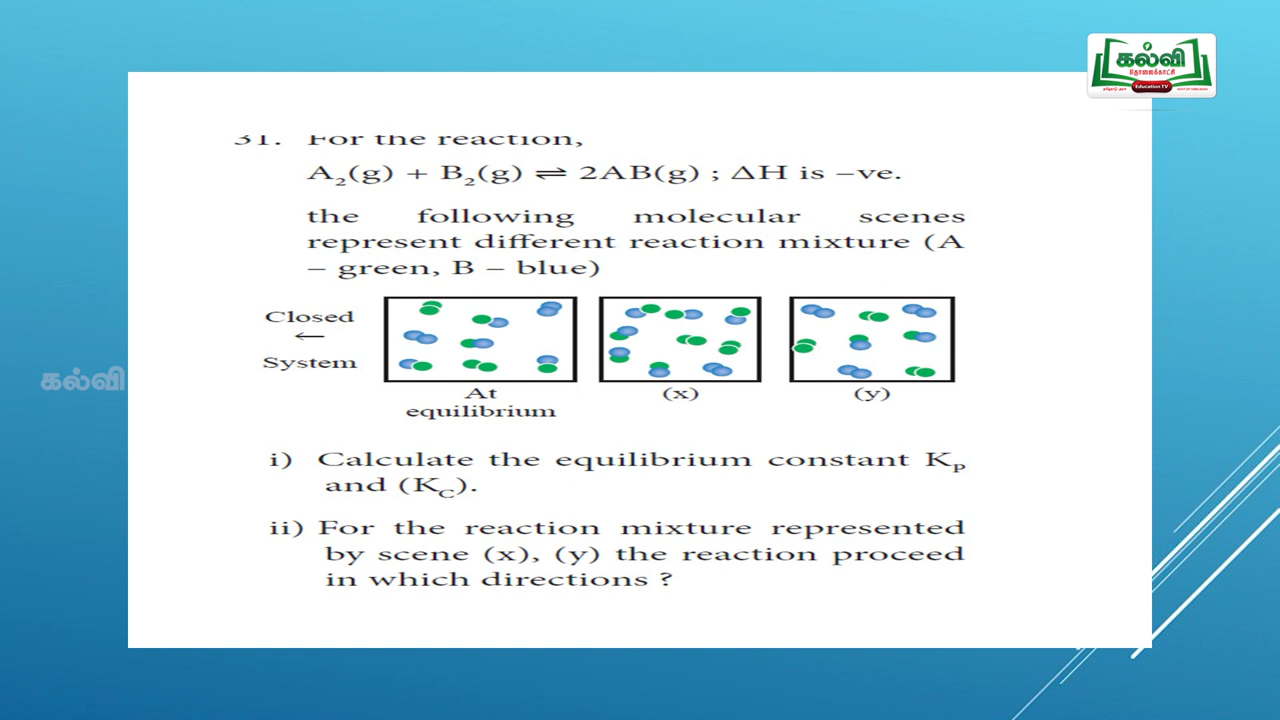 கல்வி
தொலைக்காட்சி
Education TV
31. For the reaction,
A₂(g) + B₂(g) ⇌ 2AB(g) ; ΔH is –ve.
the following molecular scenes
represent different reaction mixture (A
– green, B – blue)
Closed
←
System
At
equilibrium
(x)
(y)
கல்வி
i) Calculate the equilibrium constant K_P
and (K_C).
ii) For the reaction mixture represented
by scene (x), (y) the reaction proceed
in which directions ?